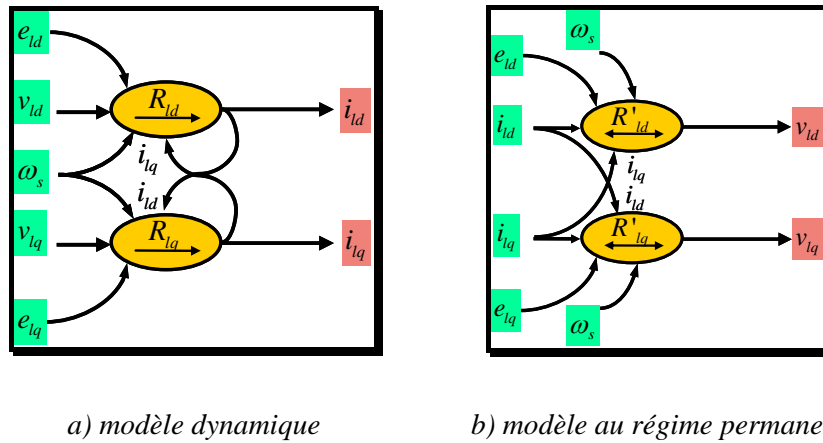 e_ld
v_ld
ω_s
v_lq
e_lq
R_ld
i_lq
i_ld
R_lq
i_ld
i_lq
a) modèle dynamique
ω_s
e_ld
i_ld
i_lq
e_lq
R'_ld
i_lq
i_ld
R'_lq
ω_s
v_ld
v_lq
b) modèle au régime permane